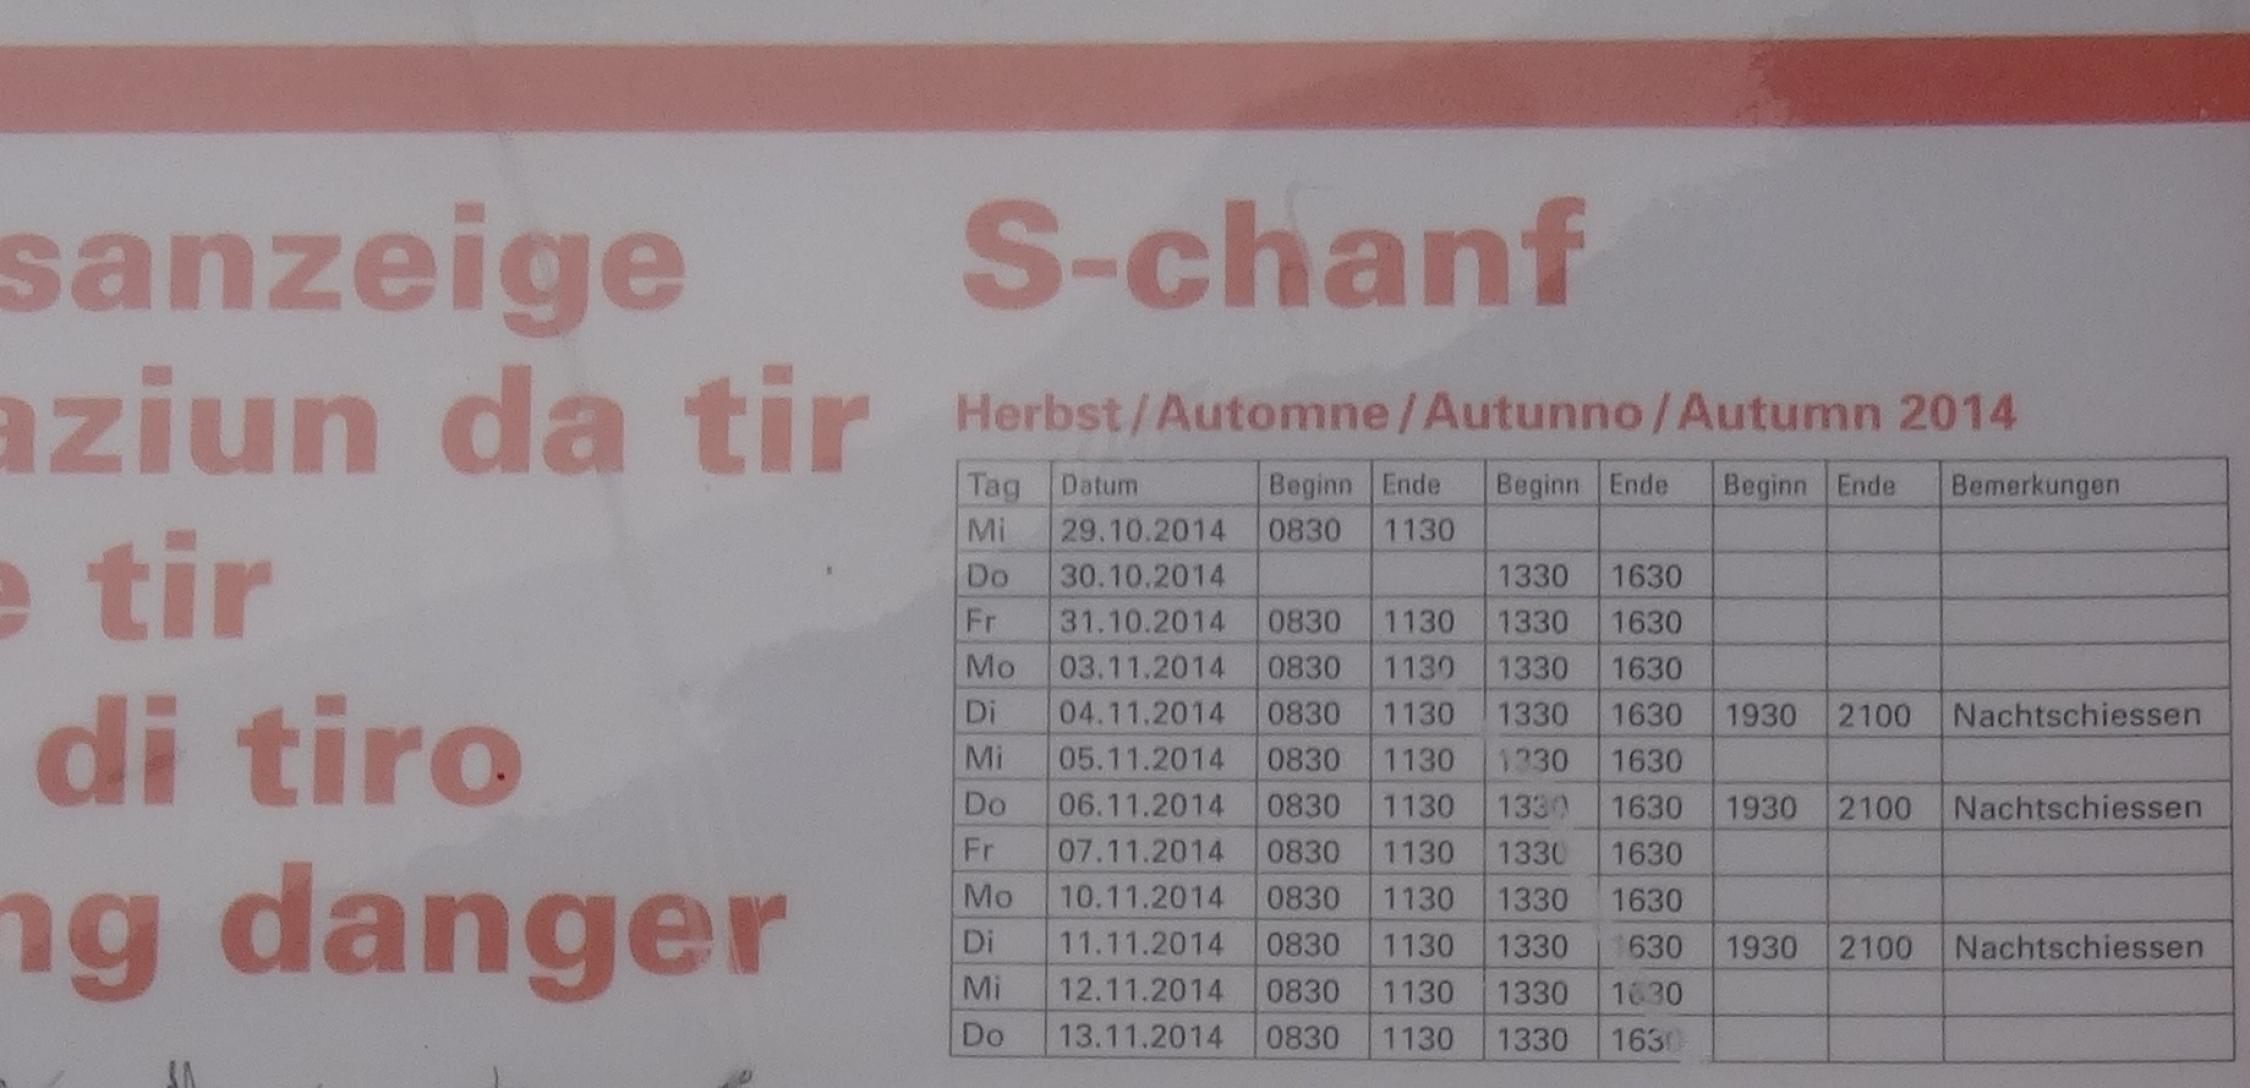 sanzeige
aziun da tir
e tir
di tiro
ng danger
S-chanf
Herbst/Automne/Autunno/Autumn 2014
Tag Datum Beginn Ende Beginn Ende Beginn Ende Bemerkungen
Mi 29.10.2014 0830 1130
Do 30.10.2014 1330 1630
Fr 31.10.2014 0830 1130 1330 1630
Mo 03.11.2014 0830 1130 1330 1630
Di 04.11.2014 0830 1130 1330 1630 1930 2100 Nachtschiessen
Mi 05.11.2014 0830 1130 1330 1630
Do 06.11.2014 0830 1130 1330 1630 1930 2100 Nachtschiessen
Fr 07.11.2014 0830 1130 1330 1630
Mo 10.11.2014 0830 1130 1330 1630
Di 11.11.2014 0830 1130 1330 1630 1930 2100 Nachtschiessen
Mi 12.11.2014 0830 1130 1330 1630
Do 13.11.2014 0830 1130 1330 1630